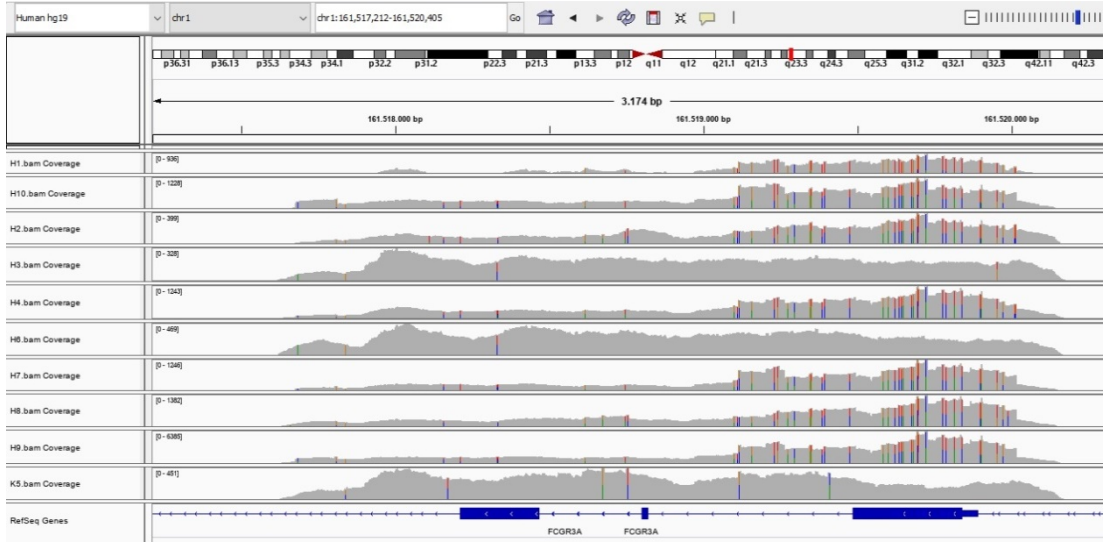 Human hg19 chr1 chr1:161,517,212-161,520,405 Go
p36.31 p36.13 p35.3 p34.3 p34.1 p32.2 p31.2 p22.3 p21.3 p13.3 p12 q11 q12 q21.1 q21.3 q23.3 q24.3 q25.3 q31.2 q32.1 q32.3 q42.11 q42.3
3.174 bp
161.518.000 bp 161.519.000 bp 161.520.000 bp
H1.bam Coverage [0 - 936]
H10.bam Coverage [0 - 1228]
H2.bam Coverage [0 - 399]
H3.bam Coverage [0 - 328]
H4.bam Coverage [0 - 1243]
H6.bam Coverage [0 - 469]
H7.bam Coverage [0 - 1246]
H8.bam Coverage [0 - 1382]
H9.bam Coverage [0 - 6385]
K5.bam Coverage [0 - 451]
RefSeq Genes
FCGR3A FCGR3A